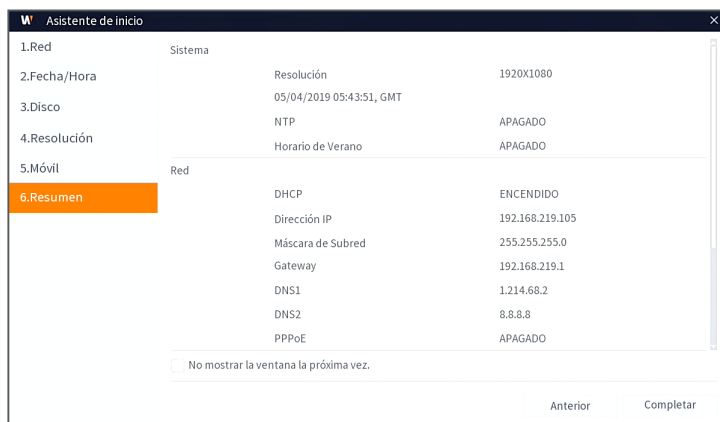 Asistente de inicio
1.Red
2.Fecha/Hora
3.Disco
4.Resolución
5.Móvil
6.Resumen
Sistema
Resolución 1920X1080
05/04/2019 05:43:51, GMT
NTP APAGADO
Horario de Verano APAGADO
Red
DHCP ENCENDIDO
Dirección IP 192.168.219.105
Máscara de Subred 255.255.255.0
Gateway 192.168.219.1
DNS1 1.214.68.2
DNS2 8.8.8.8
PPPoE APAGADO
No mostrar la ventana la próxima vez.
Anterior Completar